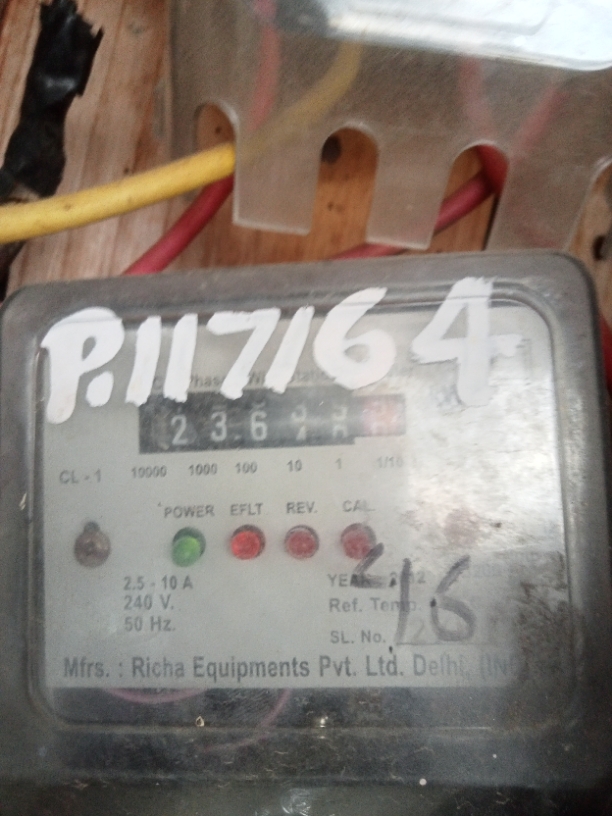 P.117164
2 3 6
CL - 1 10000 1000 100 10 1 1/10
POWER EFLT REV. CAL
2.5 - 10 A
240 V.
50 Hz.
Ref. Temp.
SL. No.
16
Mfrs. : Richa Equipments Pvt. Ltd. Delhi.